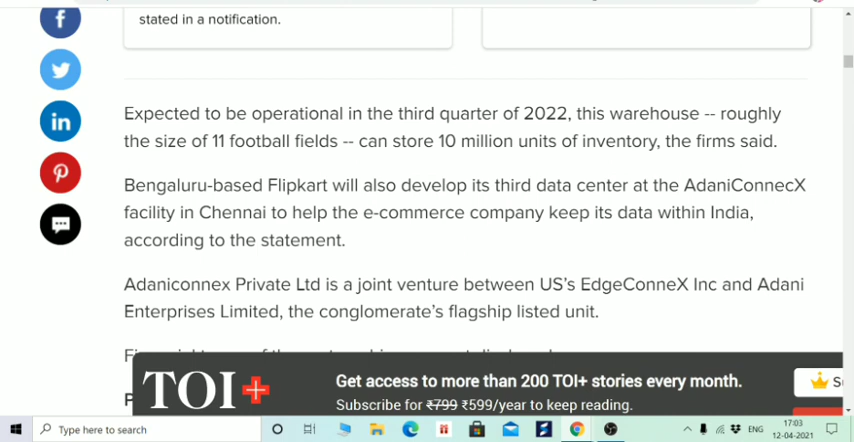 stated in a notification.
Expected to be operational in the third quarter of 2022, this warehouse -- roughly
the size of 11 football fields -- can store 10 million units of inventory, the firms said.
Bengaluru-based Flipkart will also develop its third data center at the AdaniConnecX
facility in Chennai to help the e-commerce company keep its data within India,
according to the statement.
Adaniconnex Private Ltd is a joint venture between US's EdgeConneX Inc and Adani
Enterprises Limited, the conglomerate's flagship listed unit.
TOI+
Get access to more than 200 TOI+ stories every month.
Subscribe for ₹799 ₹599/year to keep reading.
Type here to search
ENG
17:03
12-04-2021